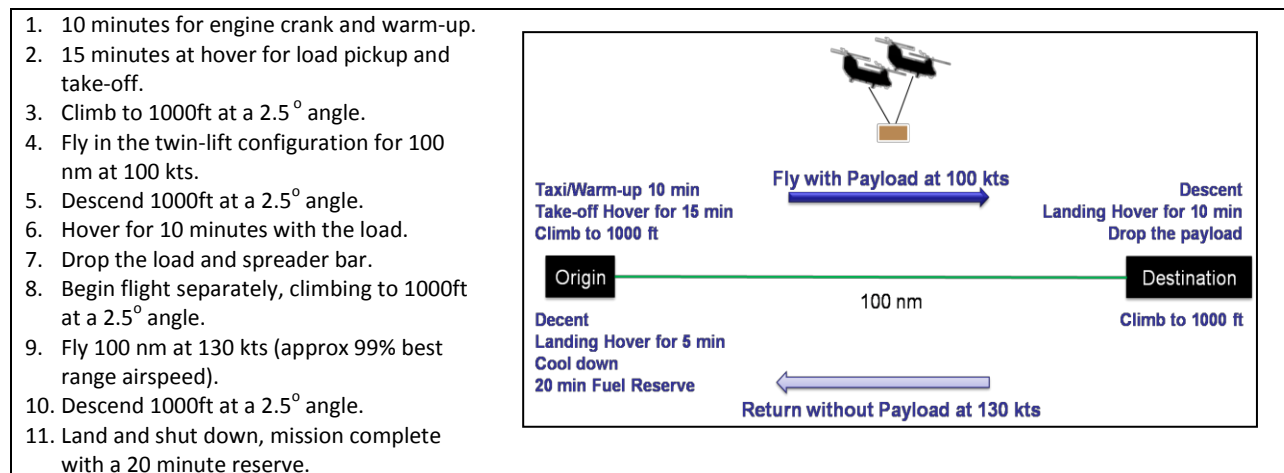 1. 10 minutes for engine crank and warm-up.
2. 15 minutes at hover for load pickup and
take-off.
3. Climb to 1000ft at a 2.5° angle.
4. Fly in the twin-lift configuration for 100
nm at 100 kts.
5. Descend 1000ft at a 2.5° angle.
6. Hover for 10 minutes with the load.
7. Drop the load and spreader bar.
8. Begin flight separately, climbing to 1000ft
at a 2.5° angle.
9. Fly 100 nm at 130 kts (approx 99% best
range airspeed).
10. Descend 1000ft at a 2.5° angle.
11. Land and shut down, mission complete
with a 20 minute reserve.
Taxi/Warm-up 10 min
Take-off Hover for 15 min
Climb to 1000 ft
Fly with Payload at 100 kts
Descent
Landing Hover for 10 min
Drop the payload
Origin
100 nm
Destination
Decent
Landing Hover for 5 min
Cool down
20 min Fuel Reserve
Climb to 1000 ft
Return without Payload at 130 kts